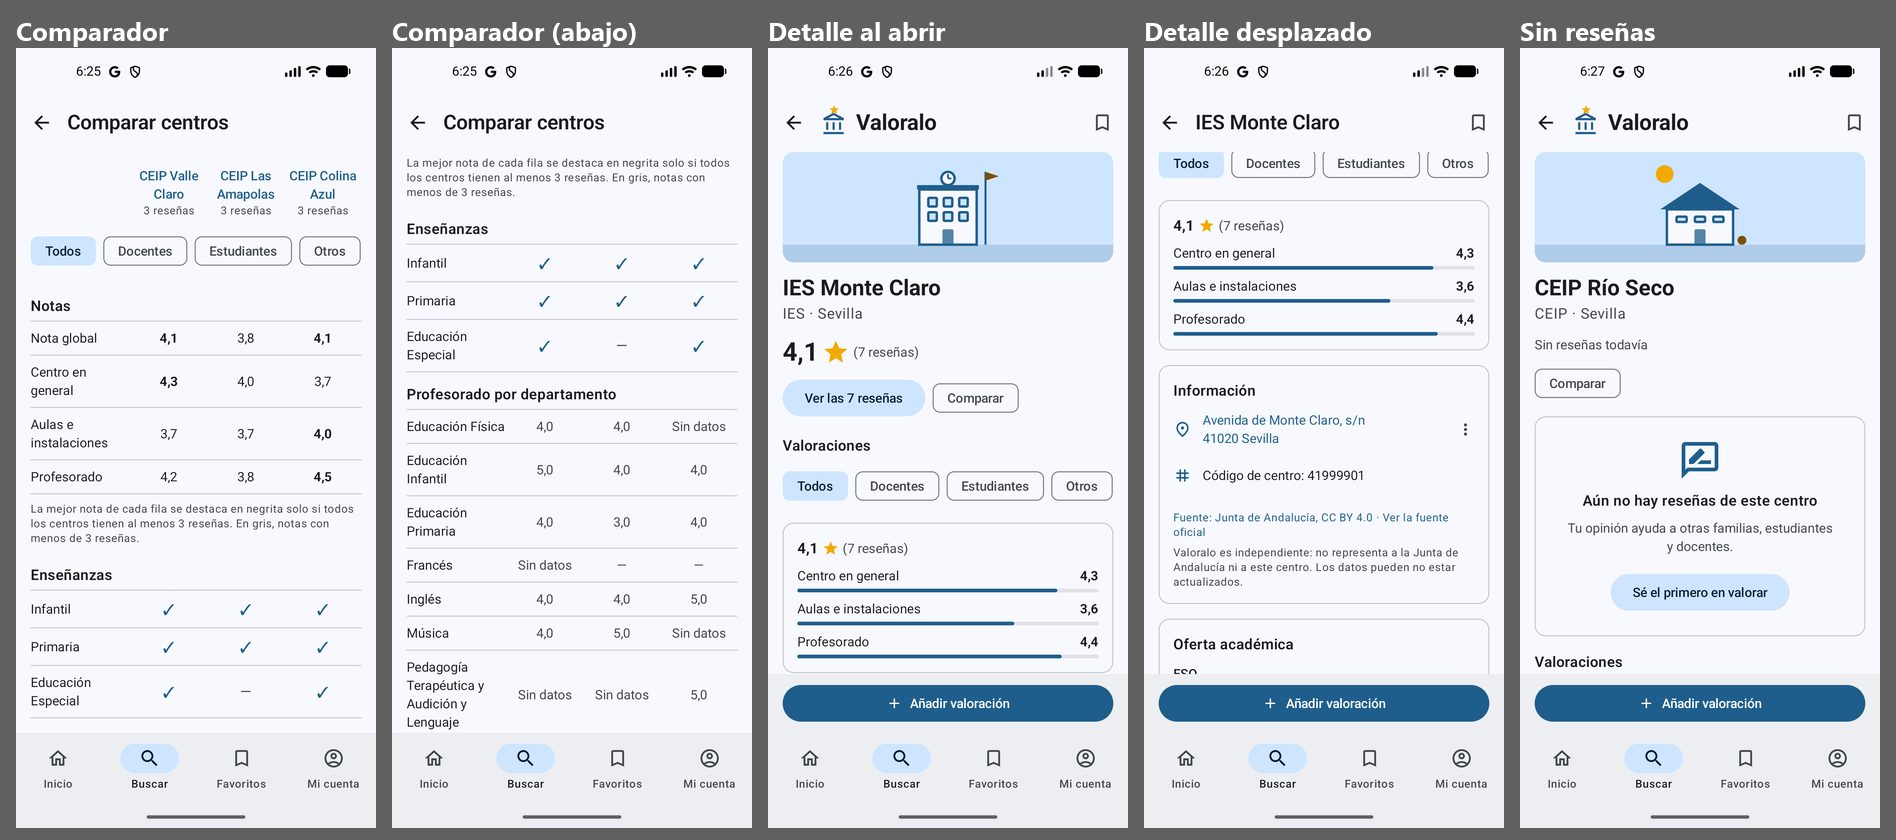 Comparador
6:25
Comparar centros
CEIP Valle Claro
3 reseñas
CEIP Las Amapolas
3 reseñas
CEIP Colina Azul
3 reseñas
Todos
Docentes
Estudiantes
Otros
Notas
Nota global 4,1 3,8 4,1
Centro en general 4,3 4,0 3,7
Aulas e instalaciones 3,7 3,7 4,0
Profesorado 4,2 3,8 4,5
La mejor nota de cada fila se destaca en negrita solo si todos
los centros tienen al menos 3 reseñas. En gris, notas con
menos de 3 reseñas.
Enseñanzas
Infantil ✓ ✓ ✓
Primaria ✓ ✓ ✓
Educación Especial ✓ – ✓
Inicio
Buscar
Favoritos
Mi cuenta
Comparador (abajo)
6:25
Comparar centros
La mejor nota de cada fila se destaca en negrita solo si todos
los centros tienen al menos 3 reseñas. En gris, notas con
menos de 3 reseñas.
Enseñanzas
Infantil ✓ ✓ ✓
Primaria ✓ ✓ ✓
Educación Especial ✓ – ✓
Profesorado por departamento
Educación Física 4,0 4,0 Sin datos
Educación Infantil 5,0 4,0 4,0
Educación Primaria 4,0 3,0 4,0
Francés Sin datos – –
Inglés 4,0 4,0 5,0
Música 4,0 5,0 Sin datos
Pedagogía Terapéutica y Audición y Lenguaje Sin datos Sin datos 5,0
Inicio
Buscar
Favoritos
Mi cuenta
Detalle al abrir
6:26
Valoralo
IES Monte Claro
IES · Sevilla
4,1 (7 reseñas)
Ver las 7 reseñas
Comparar
Valoraciones
Todos
Docentes
Estudiantes
Otros
4,1 (7 reseñas)
Centro en general 4,3
Aulas e instalaciones 3,6
Profesorado 4,4
+ Añadir valoración
Inicio
Buscar
Favoritos
Mi cuenta
Detalle desplazado
6:26
IES Monte Claro
Todos
Docentes
Estudiantes
Otros
4,1 (7 reseñas)
Centro en general 4,3
Aulas e instalaciones 3,6
Profesorado 4,4
Información
Avenida de Monte Claro, s/n
41020 Sevilla
Código de centro: 41999901
Fuente: Junta de Andalucía, CC BY 4.0 · Ver la fuente
oficial
Valoralo es independiente: no representa a la Junta de
Andalucía ni a este centro. Los datos pueden no estar
actualizados.
Oferta académica
ESO
+ Añadir valoración
Inicio
Buscar
Favoritos
Mi cuenta
Sin reseñas
6:27
Valoralo
CEIP Río Seco
CEIP · Sevilla
Sin reseñas todavía
Comparar
Aún no hay reseñas de este centro
Tu opinión ayuda a otras familias, estudiantes
y docentes.
Sé el primero en valorar
Valoraciones
+ Añadir valoración
Inicio
Buscar
Favoritos
Mi cuenta